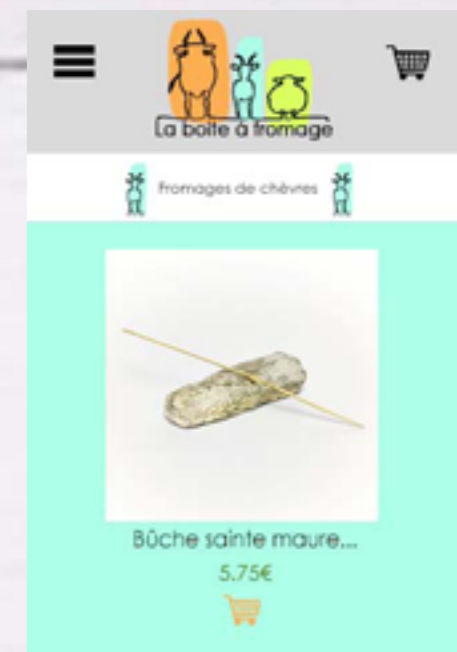 La boite à fromage
Fromages de chèvres
Bûche sainte maure...
5.75€